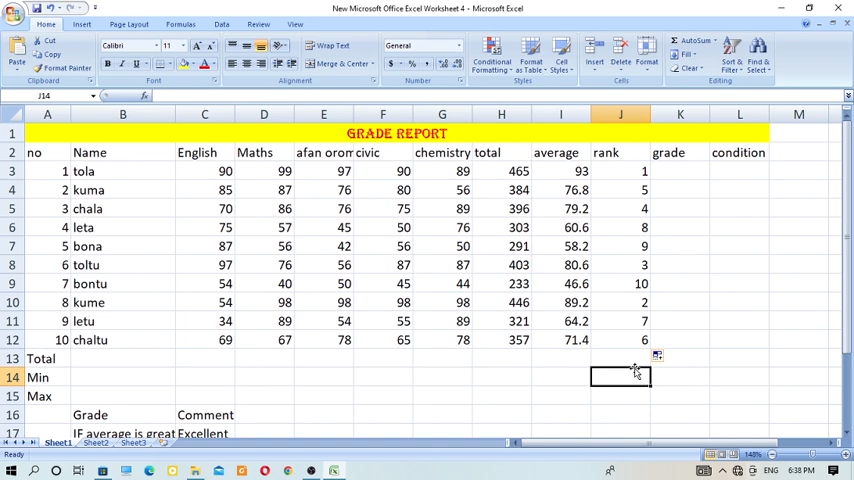 New Microsoft Office Excel Worksheet 4 - Microsoft Excel
Home Insert Page Layout Formulas Data Review View
Paste Cut Copy Format Painter Clipboard
Calibri 11 B I U Font
Wrap Text Merge & Center Alignment
General $ % , Number
Conditional Formatting Format as Table Cell Styles Styles
Insert Delete Format Cells
Σ AutoSum Fill Clear Sort & Filter Find & Select Editing
J14 fx
A B C D E F G H I J K L M
1 GRADE REPORT
2 no Name English Maths afan orom civic chemistry total average rank grade condition
3 1 tola 90 99 97 90 89 465 93 1
4 2 kuma 85 87 76 80 56 384 76.8 5
5 3 chala 70 86 76 75 89 396 79.2 4
6 4 leta 75 57 45 50 76 303 60.6 8
7 5 bona 87 56 42 56 50 291 58.2 9
8 6 toltu 97 76 56 87 87 403 80.6 3
9 7 bontu 54 40 50 45 44 233 46.6 10
10 8 kume 54 98 98 98 98 446 89.2 2
11 9 letu 34 89 54 55 89 321 64.2 7
12 10 chaltu 69 67 78 65 78 357 71.4 6
13 Total
14 Min
15 Max
16 Grade Comment
17 IF average is great Excellent
Sheet1 Sheet2 Sheet3
Ready 148%
ENG 6:38 PM